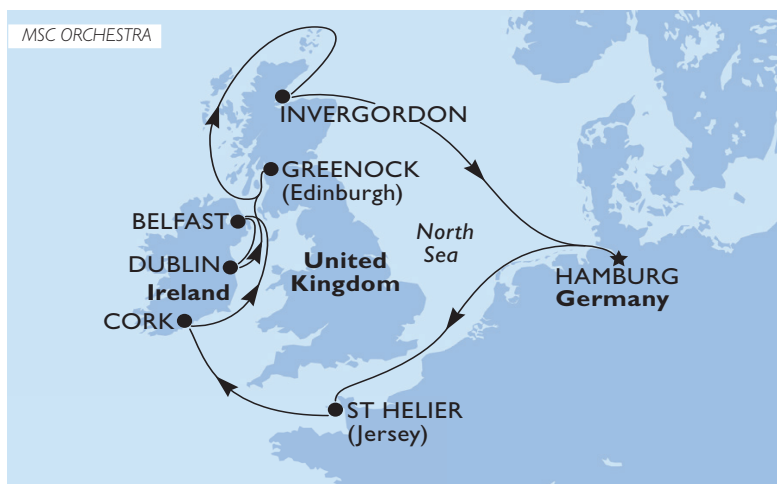 MSC ORCHESTRA
INVERGORDON
GREENOCK
(Edinburgh)
BELFAST
North
Sea
United
Kingdom
DUBLIN
Ireland
HAMBURG
Germany
CORK
ST HELIER
(Jersey)